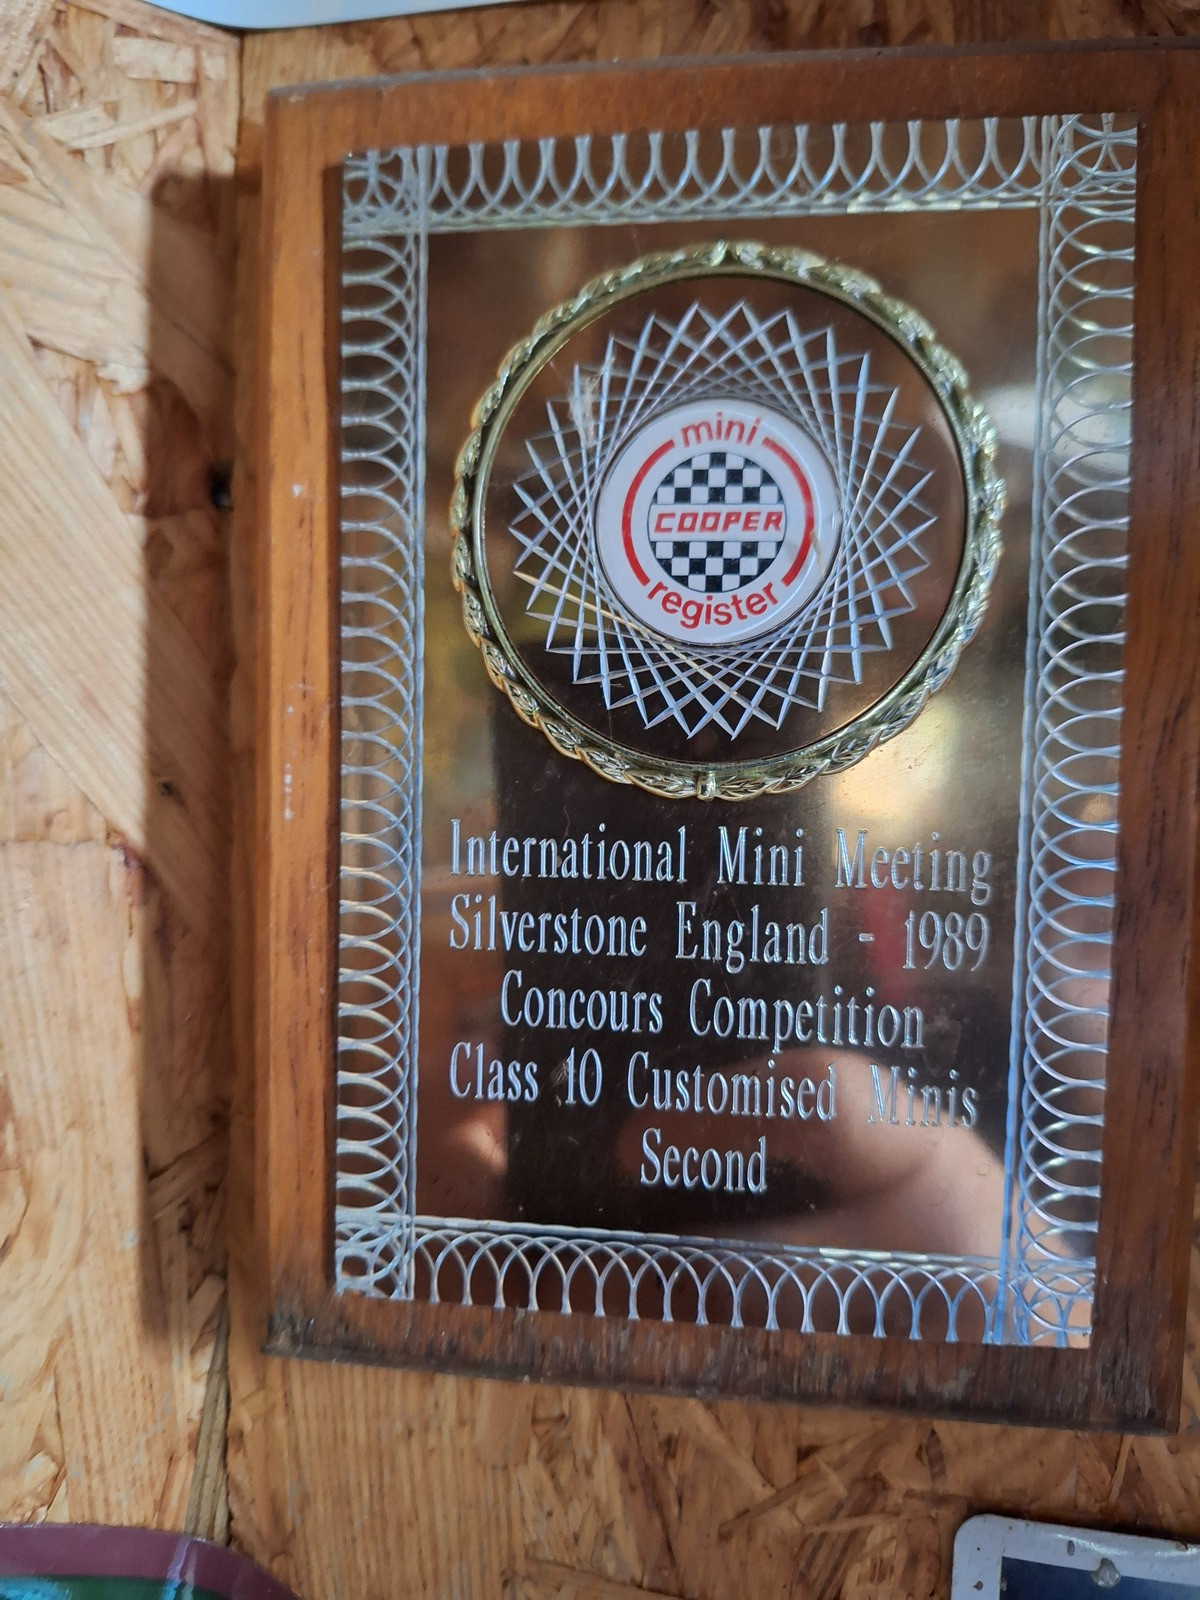 mini
COOPER
register
International Mini Meeting
Silverstone England - 1989
Concours Competition
Class 10 Customised Minis
Second